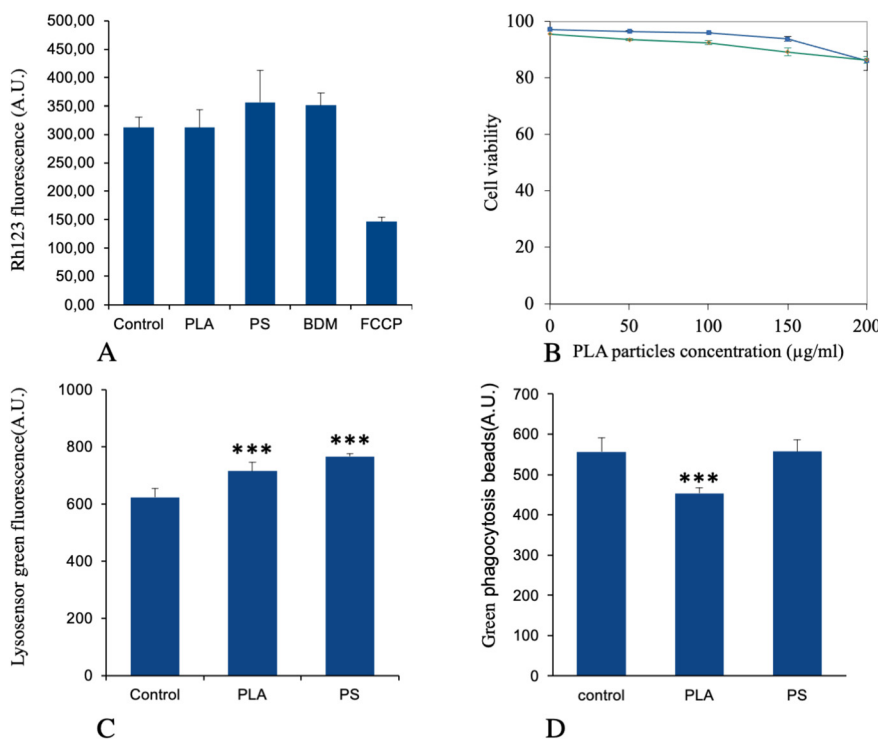 Rh123 fluorescence (A.U.)
500,00
450,00
400,00
350,00
300,00
250,00
200,00
150,00
100,00
50,00
0,00
Control PLA PS BDM FCCP
A
Cell viability
100
80
60
40
20
0
0 50 100 150 200
B PLA particles concentration (µg/ml)
Lysosensor green fluorescence(A.U.)
1000
800
600
400
200
0
*** ***
Control PLA PS
C
Green phagocytosis beads(A.U.)
700
600
500
400
300
200
100
0
***
control PLA PS
D